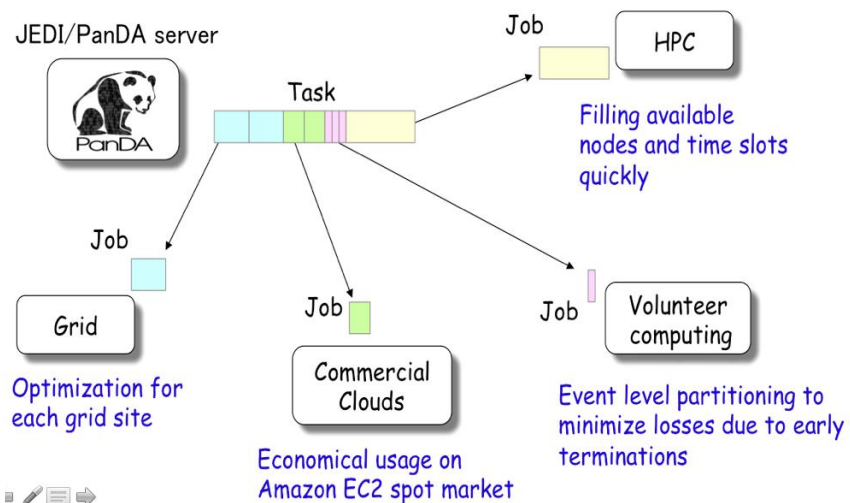 JEDI/PanDA server
PanDA
Task
Job
HPC
Filling available
nodes and time slots
quickly
Job
Grid
Optimization for
each grid site
Job
Commercial
Clouds
Economical usage on
Amazon EC2 spot market
Job
Volunteer
computing
Event level partitioning to
minimize losses due to early
terminations